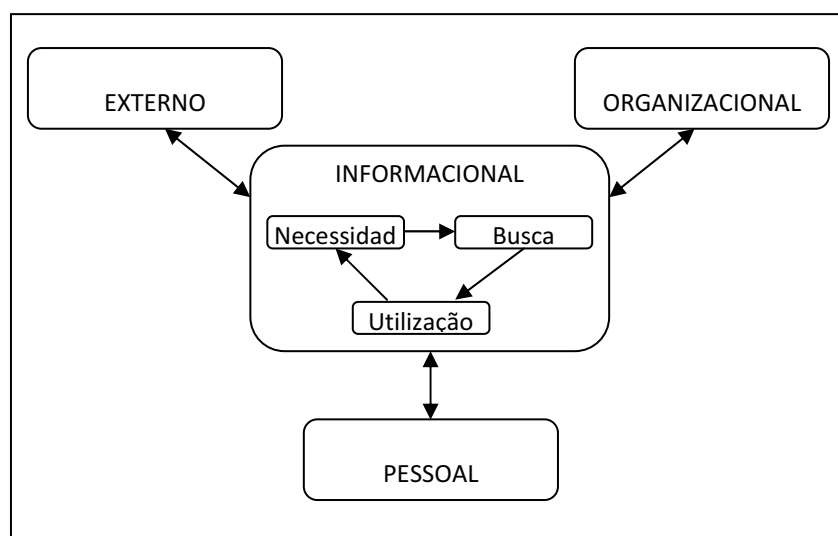 EXTERNO
ORGANIZACIONAL
INFORMACIONAL
Necessidad
Busca
Utilização
PESSOAL